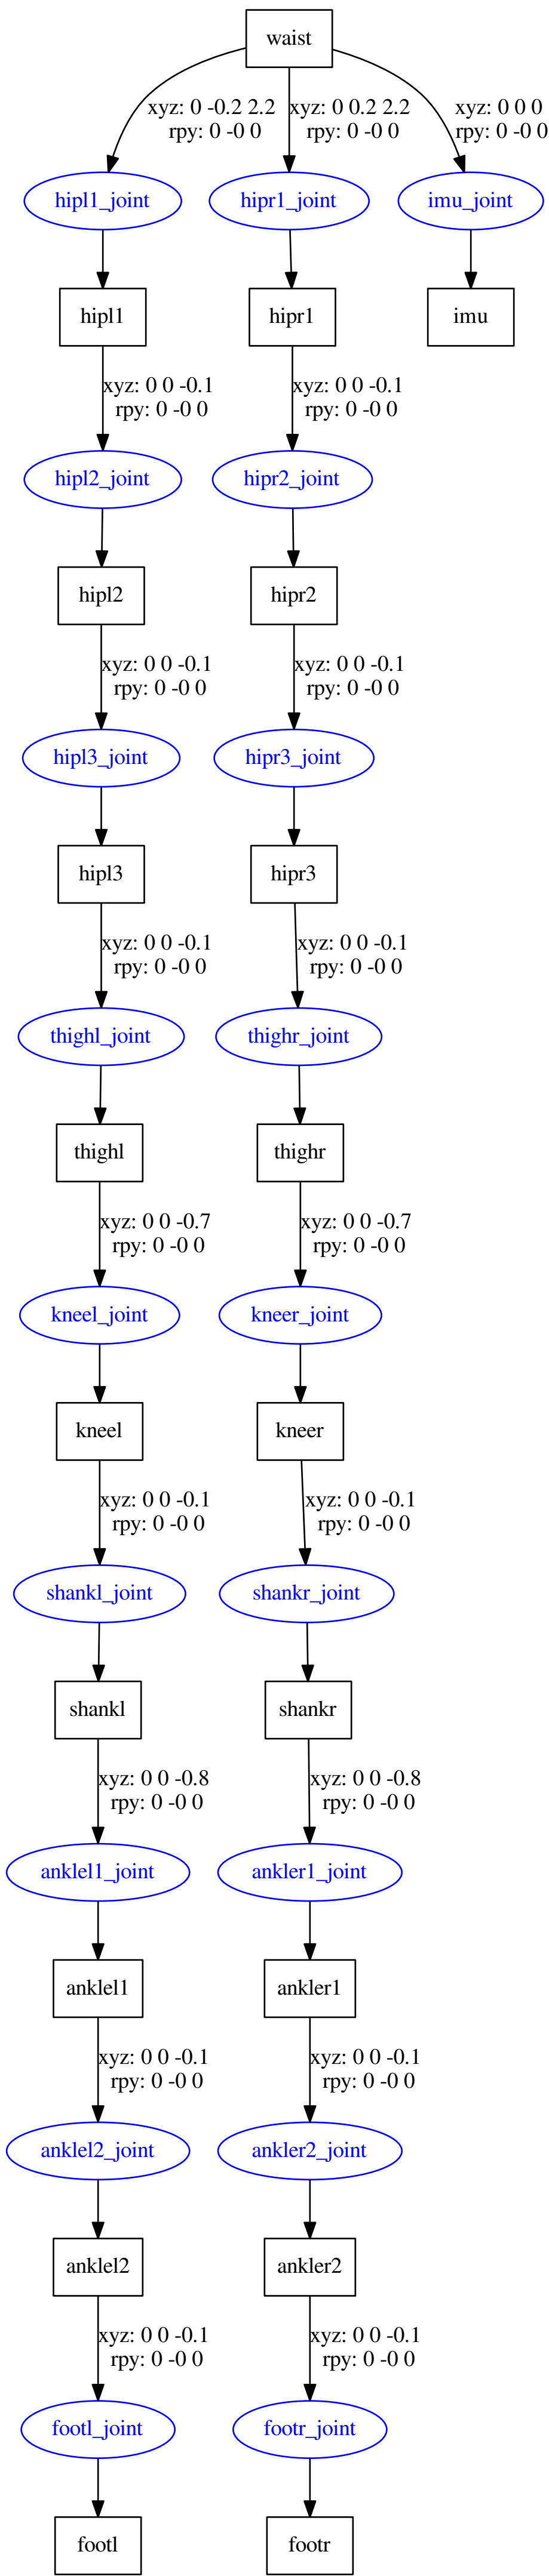 waist
xyz: 0 -0.2 2.2
rpy: 0 -0 0
xyz: 0 0.2 2.2
rpy: 0 -0 0
xyz: 0 0 0
rpy: 0 -0 0
hipl1_joint
hipr1_joint
imu_joint
hipl1
hipr1
imu
xyz: 0 0 -0.1
rpy: 0 -0 0
xyz: 0 0 -0.1
rpy: 0 -0 0
hipl2_joint
hipr2_joint
hipl2
hipr2
xyz: 0 0 -0.1
rpy: 0 -0 0
xyz: 0 0 -0.1
rpy: 0 -0 0
hipl3_joint
hipr3_joint
hipl3
hipr3
xyz: 0 0 -0.1
rpy: 0 -0 0
xyz: 0 0 -0.1
rpy: 0 -0 0
thighl_joint
thighr_joint
thighl
thighr
xyz: 0 0 -0.7
rpy: 0 -0 0
xyz: 0 0 -0.7
rpy: 0 -0 0
kneel_joint
kneer_joint
kneel
kneer
xyz: 0 0 -0.1
rpy: 0 -0 0
xyz: 0 0 -0.1
rpy: 0 -0 0
shankl_joint
shankr_joint
shankl
shankr
xyz: 0 0 -0.8
rpy: 0 -0 0
xyz: 0 0 -0.8
rpy: 0 -0 0
anklel1_joint
ankler1_joint
anklel1
ankler1
xyz: 0 0 -0.1
rpy: 0 -0 0
xyz: 0 0 -0.1
rpy: 0 -0 0
anklel2_joint
ankler2_joint
anklel2
ankler2
xyz: 0 0 -0.1
rpy: 0 -0 0
xyz: 0 0 -0.1
rpy: 0 -0 0
footl_joint
footr_joint
footl
footr